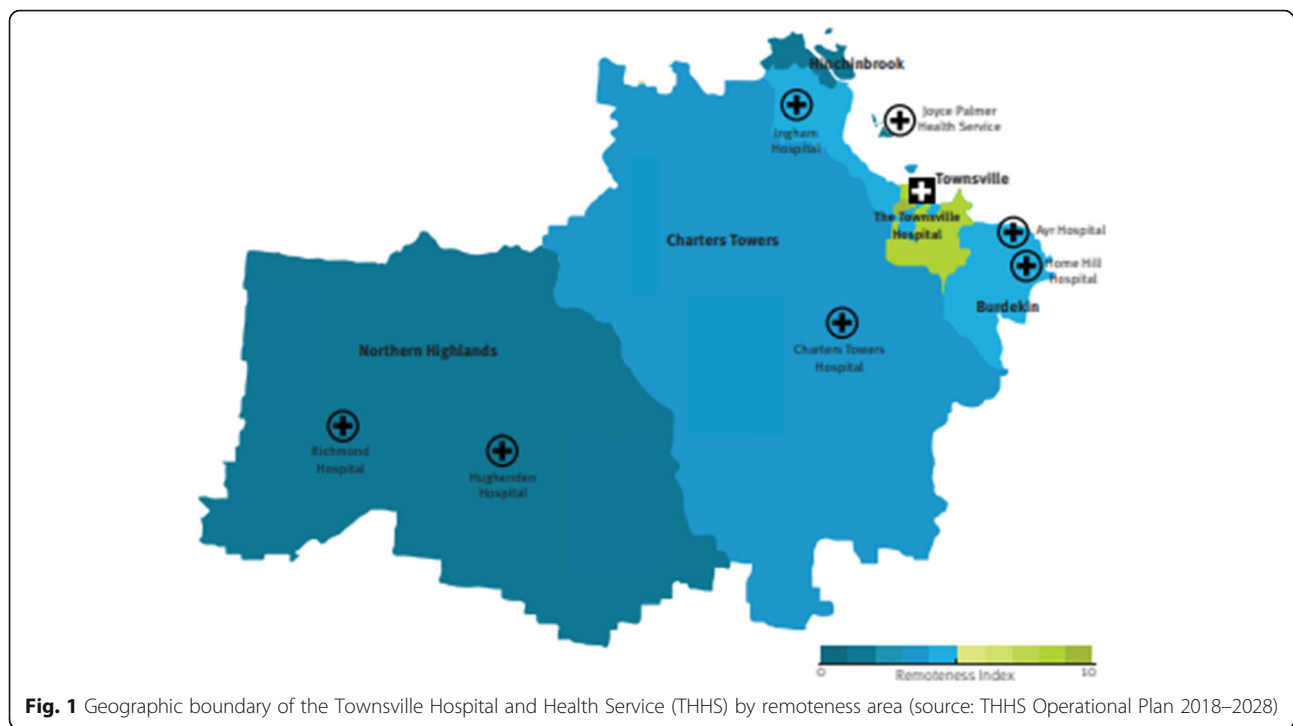 Hinchinbrook
Joyce Palmer
Health Service
Ingham
Hospital
Townsville
The Townsville
Hospital
Ayr Hospital
Home Hill
Hospital
Charters Towers
Burdekin
Charters Towers
Hospital
Northern Highlands
Richmond
Hospital
Hughenden
Hospital
0
Remoteness Index
10
Fig. 1 Geographic boundary of the Townsville Hospital and Health Service (THHS) by remoteness area (source: THHS Operational Plan 2018–2028)